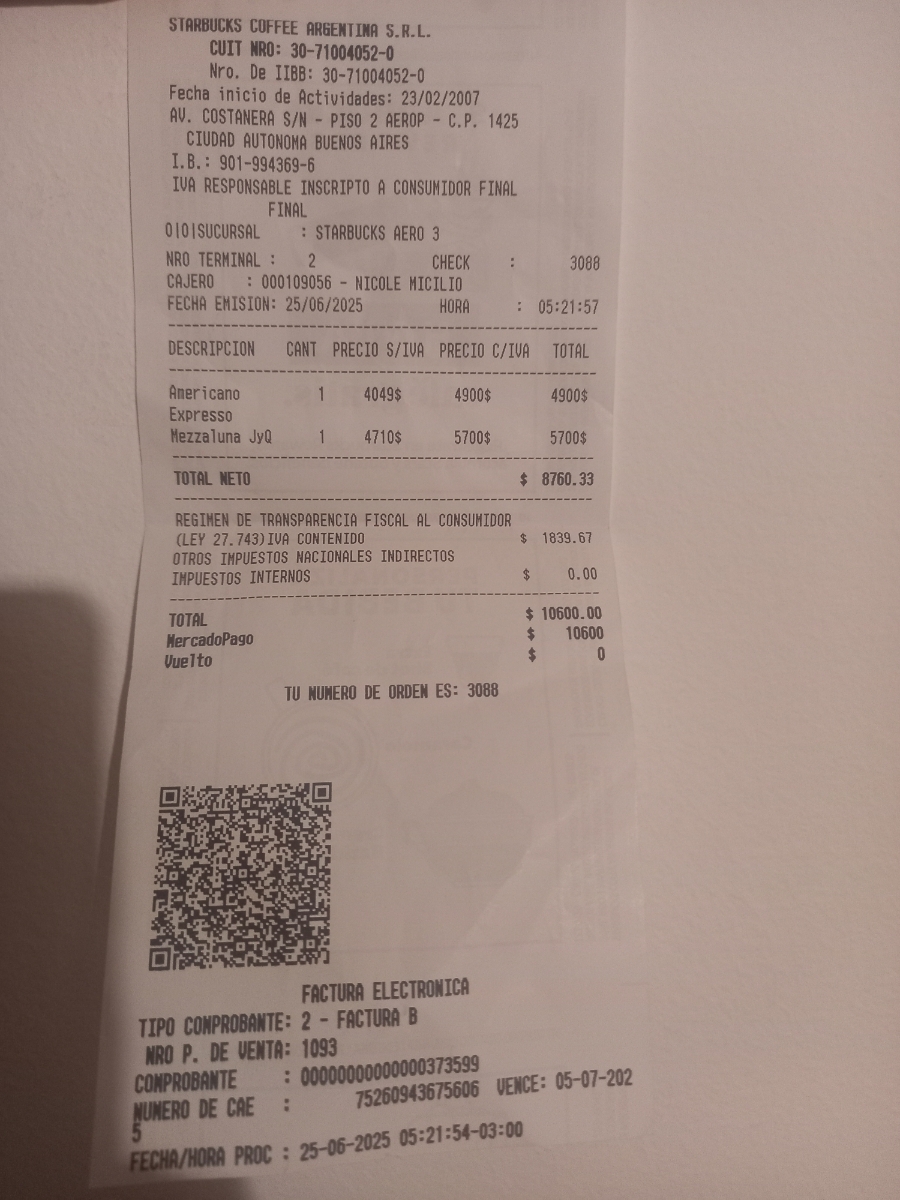 STARBUCKS COFFEE ARGENTINA S.R.L.
CUIT NRO: 30-71004052-0
Nro. De IIBB: 30-71004052-0
Fecha inicio de Actividades: 23/02/2007
AV. COSTANERA S/N - PISO 2 AEROP - C.P. 1425
CIUDAD AUTONOMA BUENOS AIRES
I.B.: 901-994369-6
IVA RESPONSABLE INSCRIPTO A CONSUMIDOR FINAL
FINAL
0|0|SUCURSAL : STARBUCKS AERO 3
NRO TERMINAL : 2 CHECK : 3088
CAJERO : 000109056 - NICOLE MICILIO
FECHA EMISION: 25/06/2025 HORA : 05:21:57
DESCRIPCION CANT PRECIO S/IVA PRECIO C/IVA TOTAL
Americano 1 4049$ 4900$ 4900$
Expresso
Mezzaluna JyQ 1 4710$ 5700$ 5700$
TOTAL NETO $ 8760.33
REGIMEN DE TRANSPARENCIA FISCAL AL CONSUMIDOR
(LEY 27.743)IVA CONTENIDO $ 1839.67
OTROS IMPUESTOS NACIONALES INDIRECTOS
IMPUESTOS INTERNOS $ 0.00
TOTAL $ 10600.00
MercadoPago $ 10600
Vuelto $ 0
TU NUMERO DE ORDEN ES: 3088
FACTURA ELECTRONICA
TIPO COMPROBANTE: 2 - FACTURA B
NRO P. DE VENTA: 1093
COMPROBANTE : 00000000000000373599
NUMERO DE CAE : 75260943675606 VENCE: 05-07-202
5
FECHA/HORA PROC : 25-06-2025 05:21:54-03:00